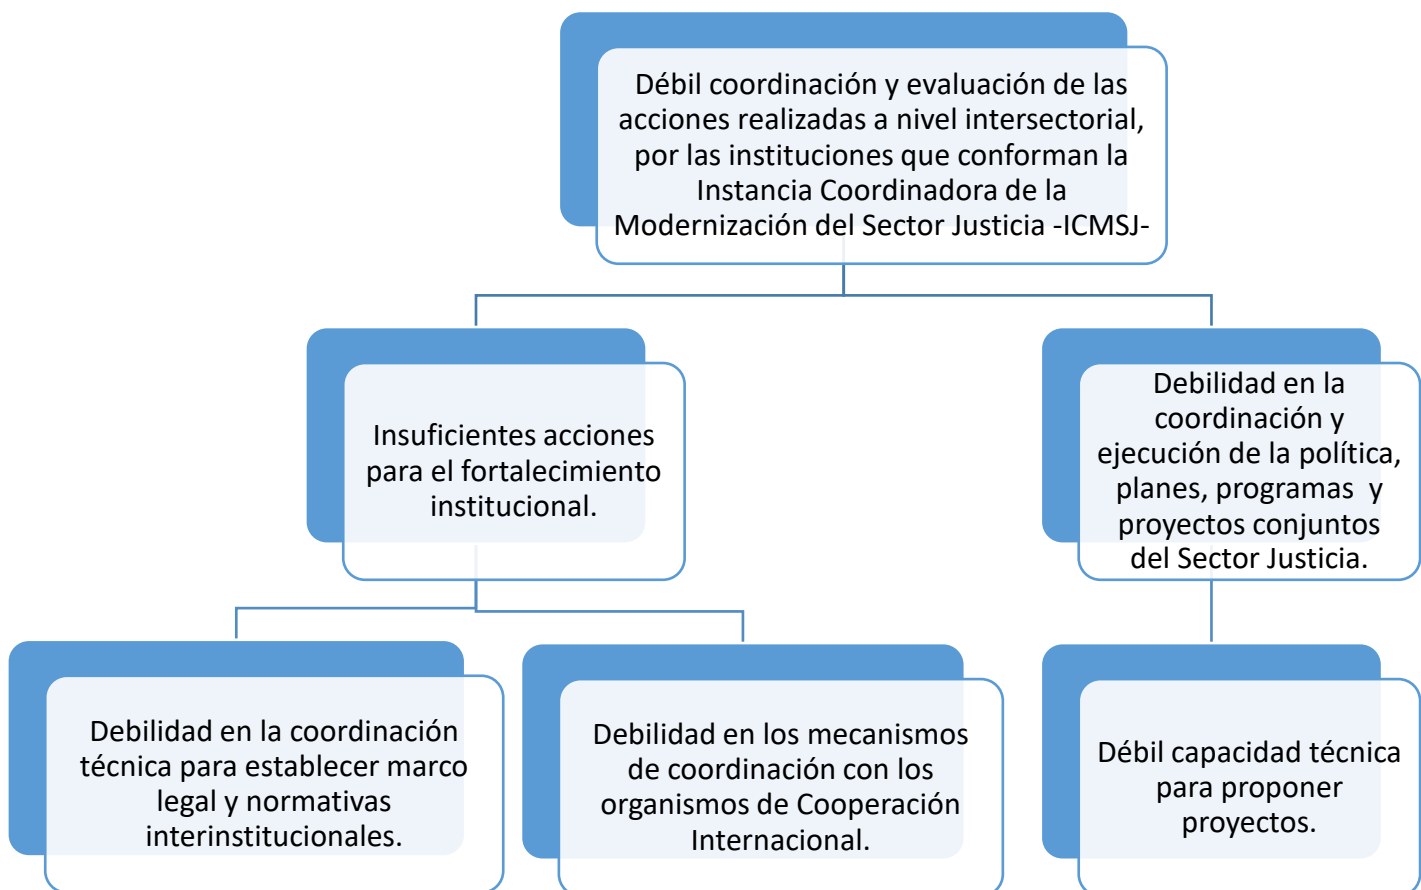 Débil coordinación y evaluación de las
acciones realizadas a nivel intersectorial,
por las instituciones que conforman la
Instancia Coordinadora de la
Modernización del Sector Justicia -ICMSJ-
Insuficientes acciones
para el fortalecimiento
institucional.
Debilidad en la
coordinación y
ejecución de la política,
planes, programas  y
proyectos conjuntos
del Sector Justicia.
Debilidad en la coordinación
técnica para establecer marco
legal y normativas
interinstitucionales.
Debilidad en los mecanismos
de coordinación con los
organismos de Cooperación
Internacional.
Débil capacidad técnica
para proponer
proyectos.